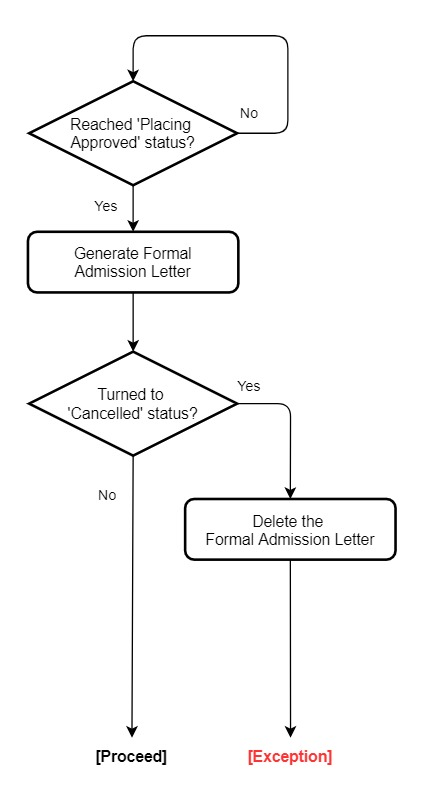 Reached 'Placing
Approved' status?
No
Yes
Generate Formal
Admission Letter
Turned to
'Cancelled' status?
Yes
No
Delete the
Formal Admission Letter
[Proceed]
[Exception]